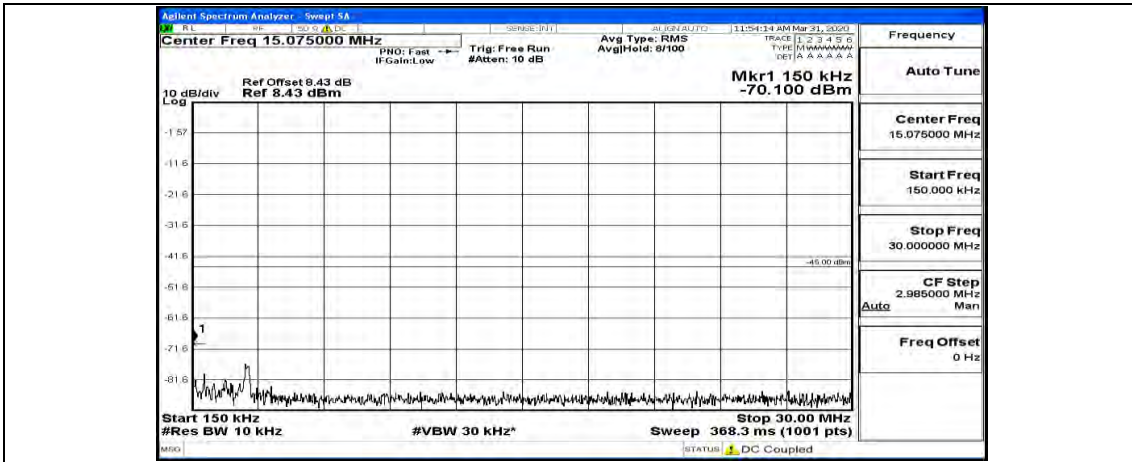 Agilent Spectrum Analyzer - Swept SA
RL RF 50 Ω DC SENSE:INT ALIGN AUTO 11:54:14 AM Mar 31, 2020
Center Freq 15.075000 MHz
PNO: Fast
IFGain:Low
Trig: Free Run
#Atten: 10 dB
Avg Type: RMS
Avg|Hold: 8/100
TRACE 1 2 3 4 5 6
TYPE M W W W W W
DET A A A A A A
Ref Offset 8.43 dB
10 dB/div Ref 8.43 dBm
Log
Mkr1 150 kHz
-70.100 dBm
-1.57
-11.6
-21.6
-31.6
-41.6
-45.00 dBm
-51.6
-61.6
1
-71.6
-81.6
Start 150 kHz
Stop 30.00 MHz
#Res BW 10 kHz
#VBW 30 kHz*
Sweep 368.3 ms (1001 pts)
MSG
STATUS DC Coupled
Frequency
Auto Tune
Center Freq
15.075000 MHz
Start Freq
150.000 kHz
Stop Freq
30.000000 MHz
CF Step
2.985000 MHz
Auto Man
Freq Offset
0 Hz